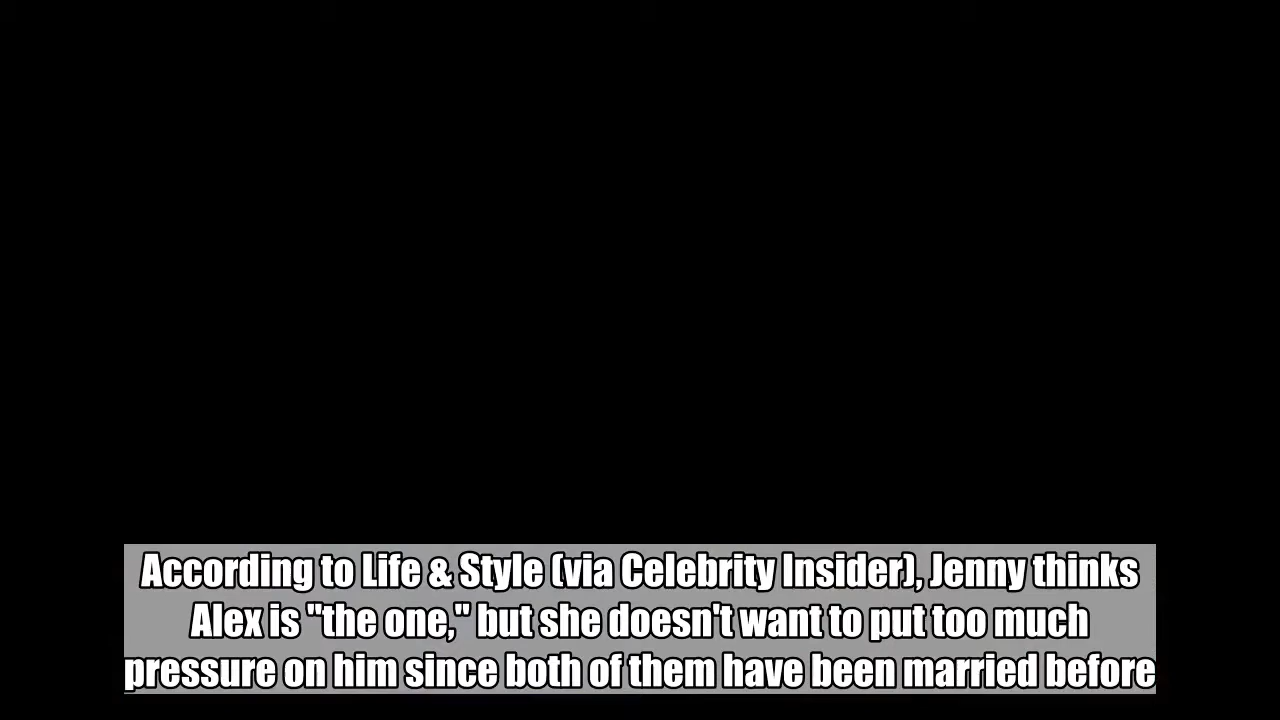 According to Life & Style (via Celebrity Insider), Jenny thinks
Alex is "the one," but she doesn't want to put too much
pressure on him since both of them have been married before